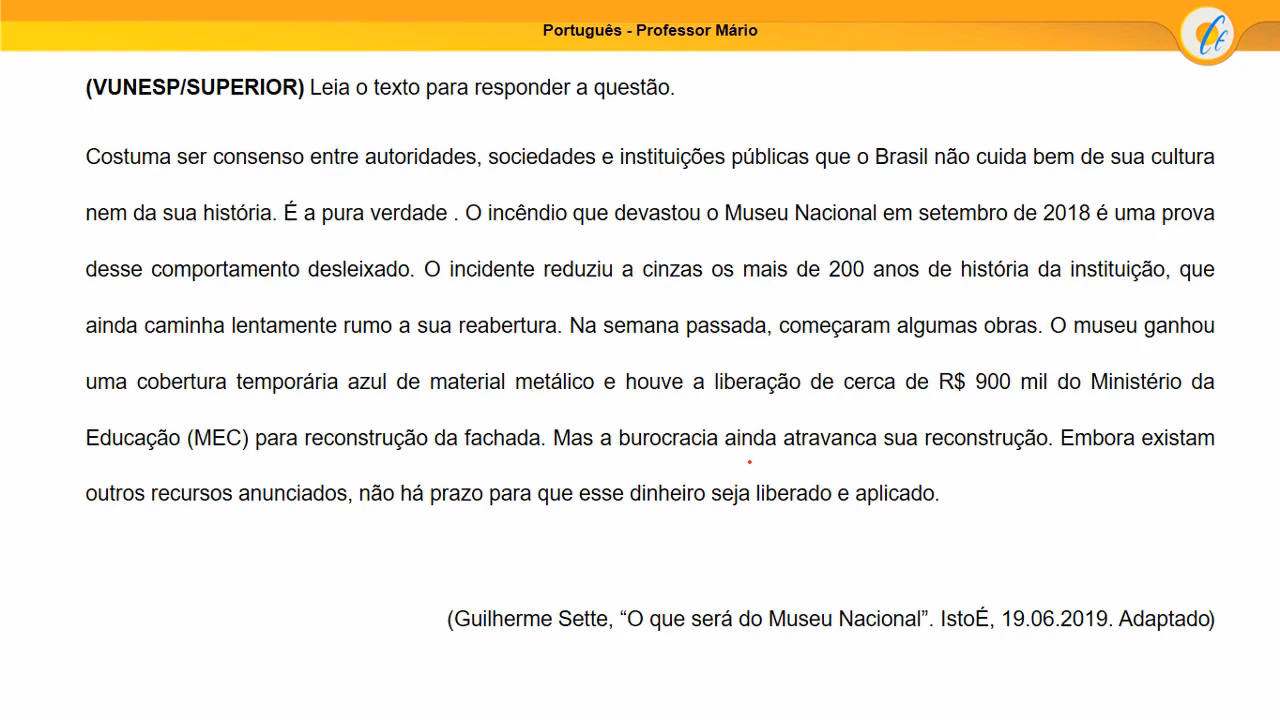 Português - Professor Mário
(VUNESP/SUPERIOR) Leia o texto para responder a questão.
Costuma ser consenso entre autoridades, sociedades e instituições públicas que o Brasil não cuida bem de sua cultura
nem da sua história. É a pura verdade . O incêndio que devastou o Museu Nacional em setembro de 2018 é uma prova
desse comportamento desleixado. O incidente reduziu a cinzas os mais de 200 anos de história da instituição, que
ainda caminha lentamente rumo a sua reabertura. Na semana passada, começaram algumas obras. O museu ganhou
uma cobertura temporária azul de material metálico e houve a liberação de cerca de R$ 900 mil do Ministério da
Educação (MEC) para reconstrução da fachada. Mas a burocracia ainda atravanca sua reconstrução. Embora existam
outros recursos anunciados, não há prazo para que esse dinheiro seja liberado e aplicado.
(Guilherme Sette, “O que será do Museu Nacional”. IstoÉ, 19.06.2019. Adaptado)